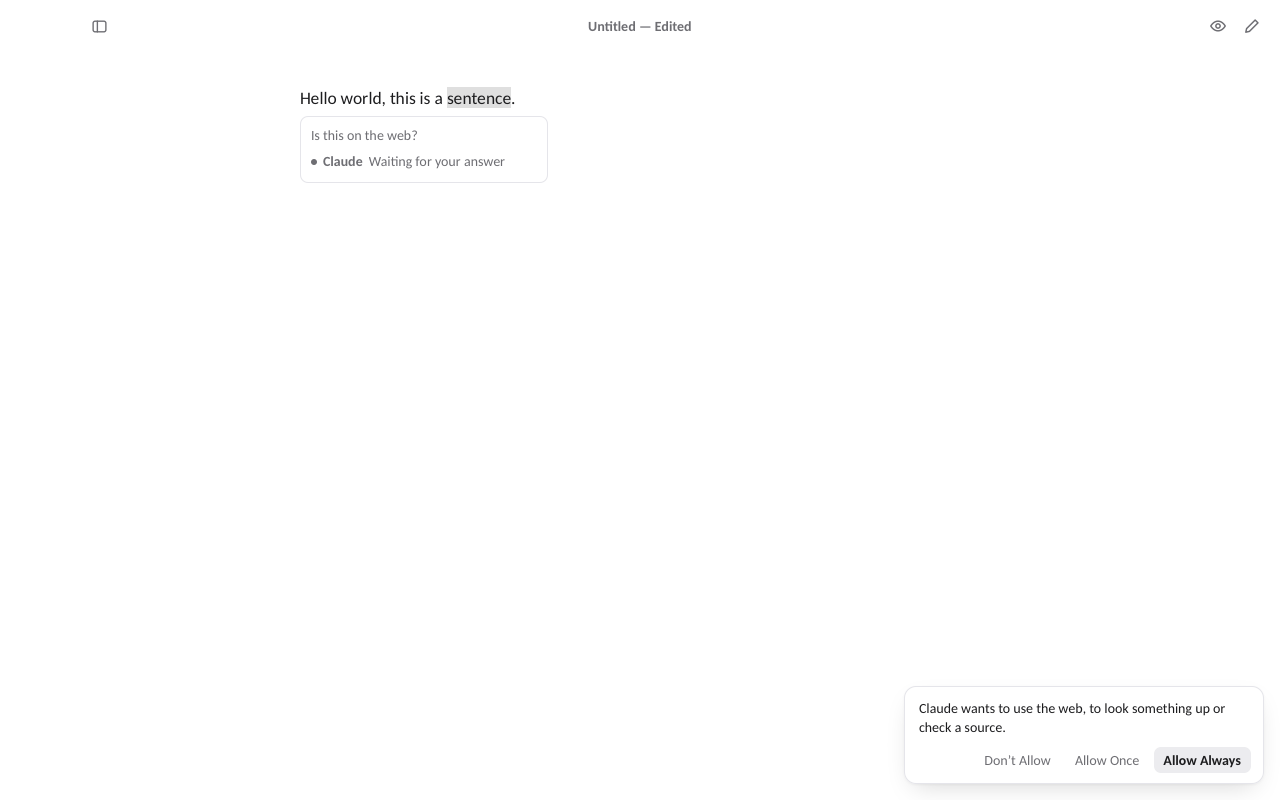 Untitled — Edited
Hello world, this is a sentence.
Is this on the web?
Claude Waiting for your answer
Claude wants to use the web, to look something up or
check a source.
Don’t Allow Allow Once Allow Always